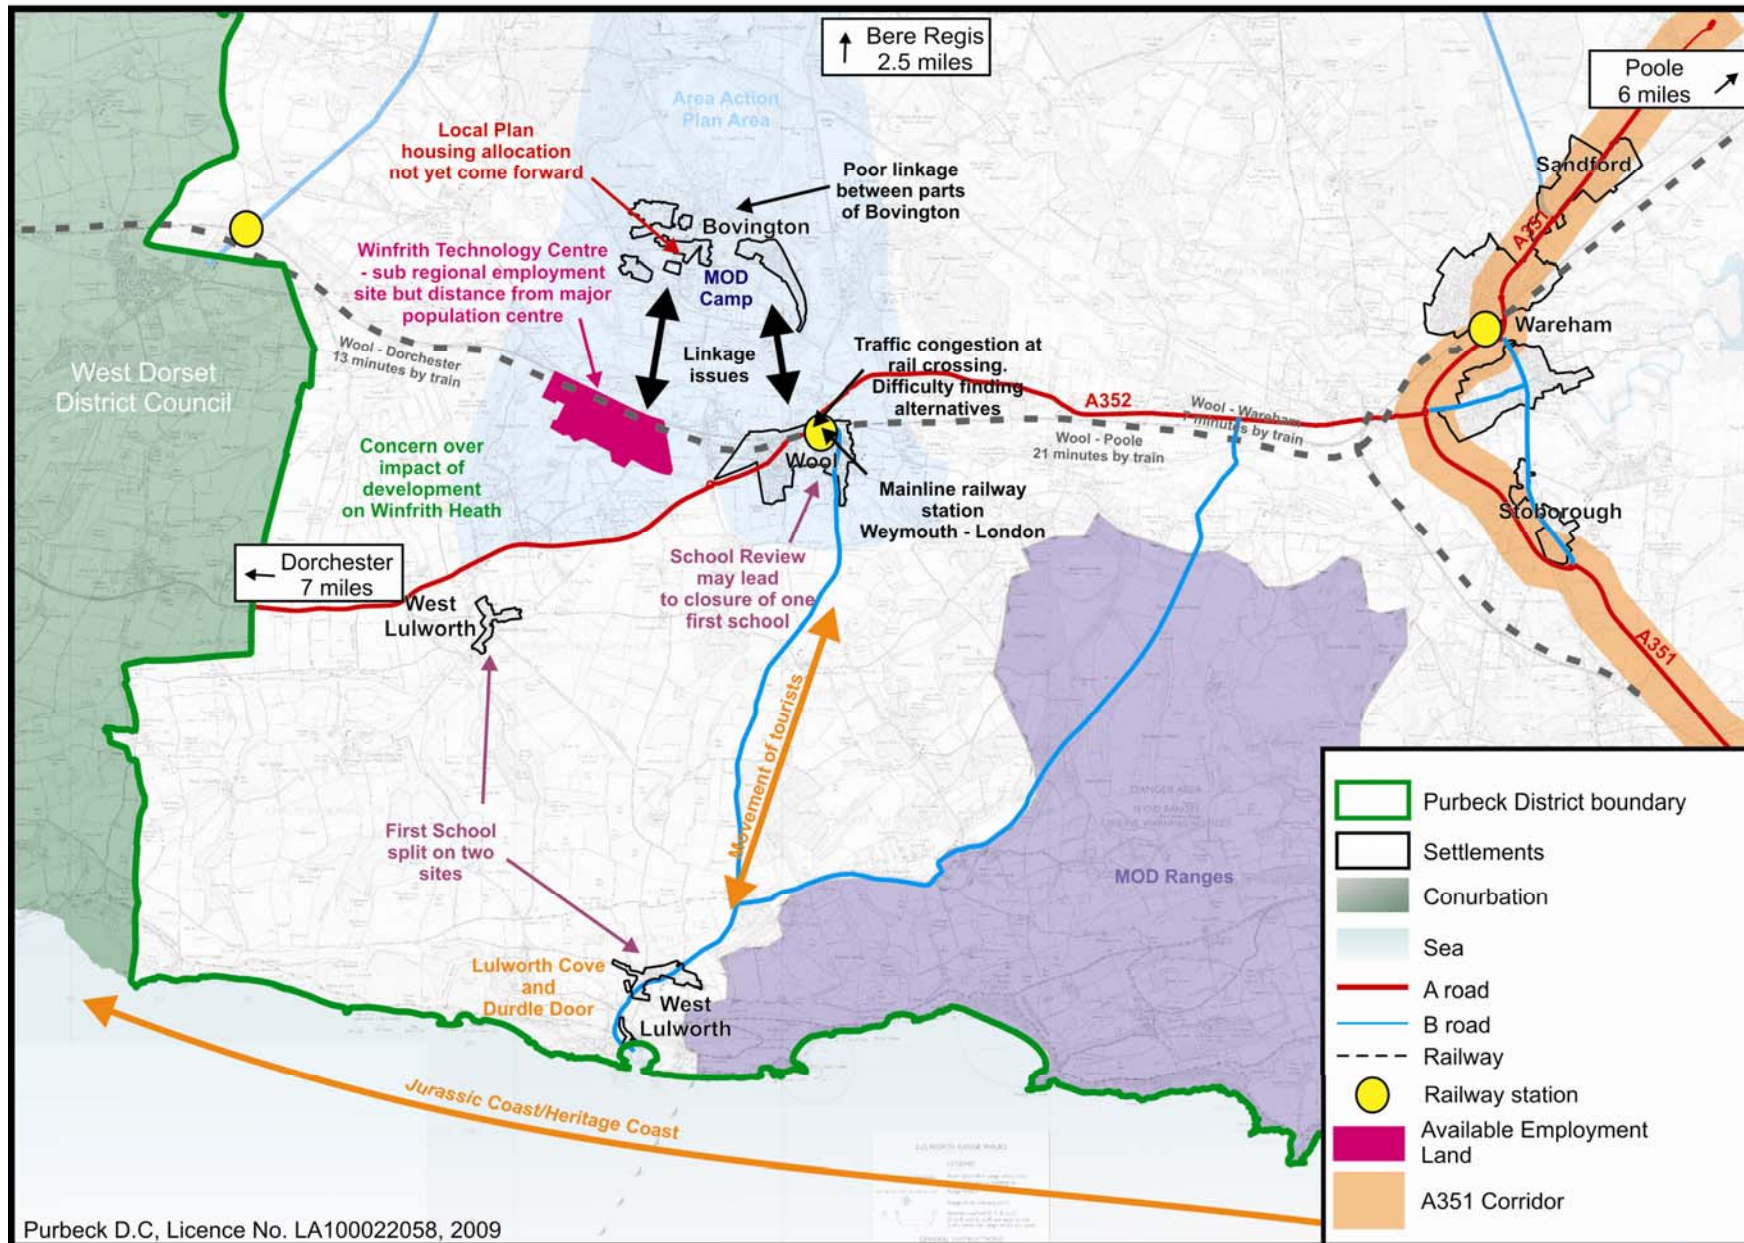 Bere Regis
2.5 miles
Poole
6 miles
Area Action
Plan Area
Local Plan
housing allocation
not yet come forward
Poor linkage
between parts
of Bovington
Sandford
A351
Bovington
Winfrith Technology Centre
- sub regional employment
site but distance from major
population centre
MOD
Camp
Wareham
Wool - Dorchester
13 minutes by train
Linkage
issues
Traffic congestion at
rail crossing.
Difficulty finding
alternatives
West Dorset
District Council
A352
Wool - Wareham
7 minutes by train
Wool - Poole
21 minutes by train
Concern over
impact of
development
on Winfrith Heath
Wool
Mainline railway
station
Weymouth - London
Stoborough
Dorchester
7 miles
School Review
may lead
to closure of one
first school
West
Lulworth
A351
Movement of tourists
First School
split on two
sites
DANGER AREA
MOD Ranges
Lulworth Cove
and
Durdle Door
West
Lulworth
Jurassic Coast/Heritage Coast
Purbeck District boundary
Settlements
Conurbation
Sea
A road
B road
Railway
Railway station
Available Employment
Land
A351 Corridor
Purbeck D.C, Licence No. LA100022058, 2009